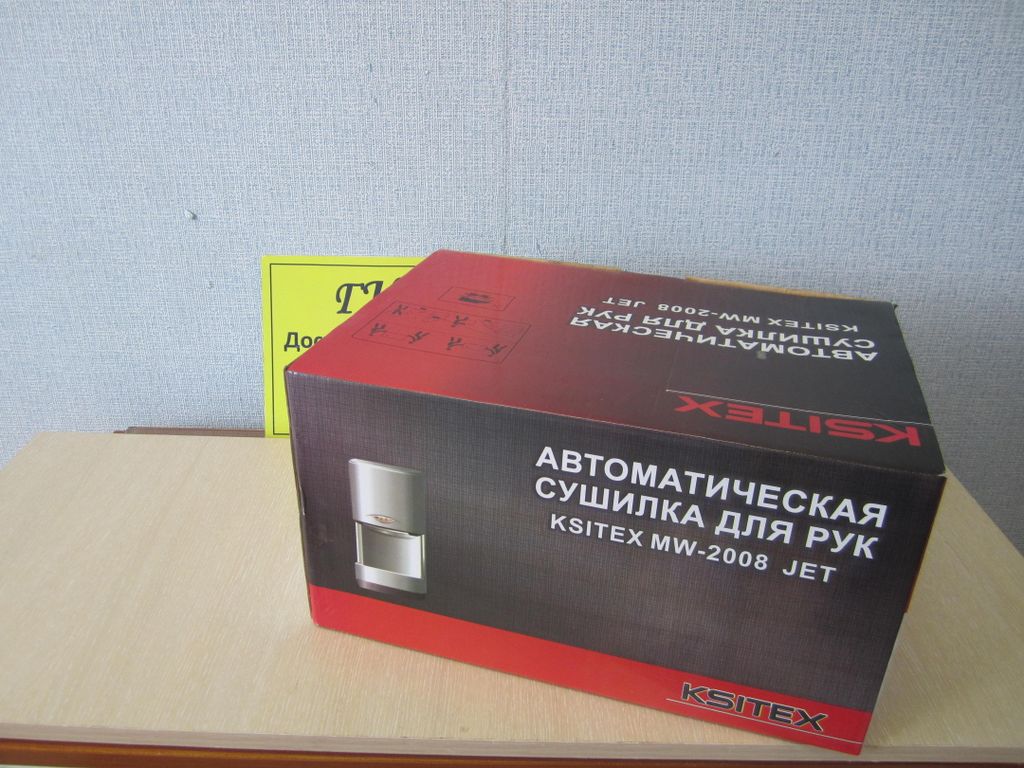 АВТОМАТИЧЕСКАЯ
СУШИЛКА ДЛЯ РУК
KSITEX MW-2008 JET
KSITEX
АВТОМАТИЧЕСКАЯ
СУШИЛКА ДЛЯ РУК
KSITEX MW-2008 JET
KSITEX